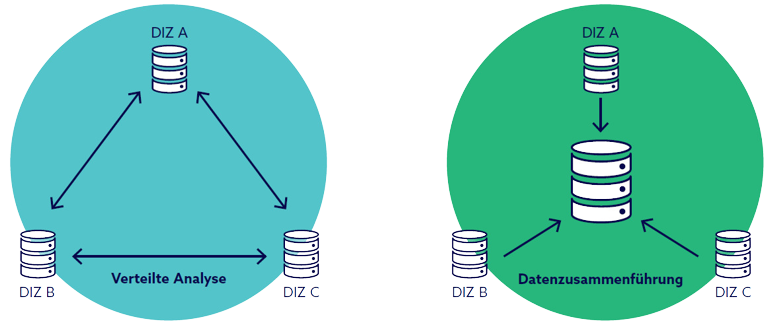 DIZ A
Verteilte Analyse
DIZ B
DIZ C
DIZ A
Datenzusammenführung
DIZ B
DIZ C